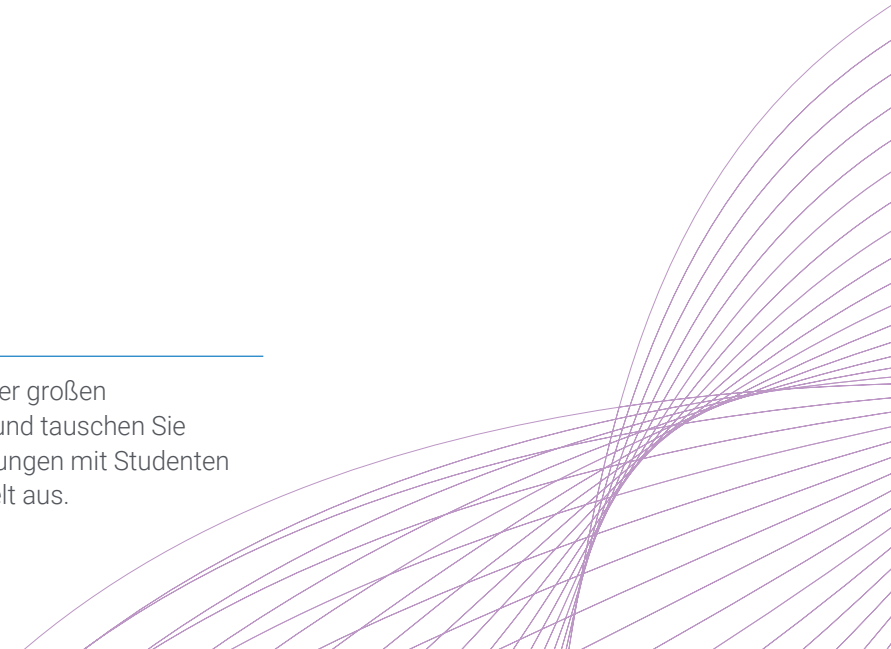 er großen
und tauschen Sie
ungen mit Studenten
lt aus.